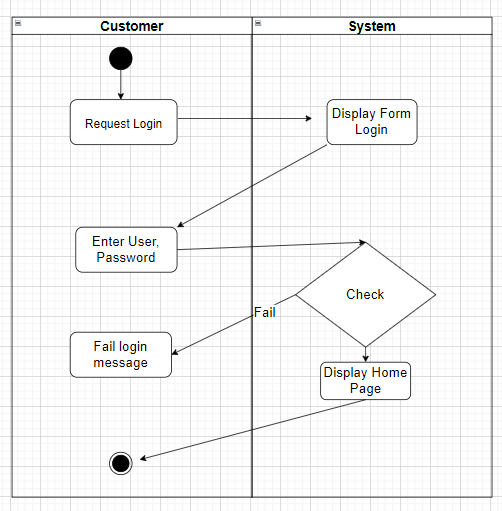 Customer
System
Request Login
Display Form
Login
Enter User,
Password
Check
Fail
Fail login
message
Display Home
Page